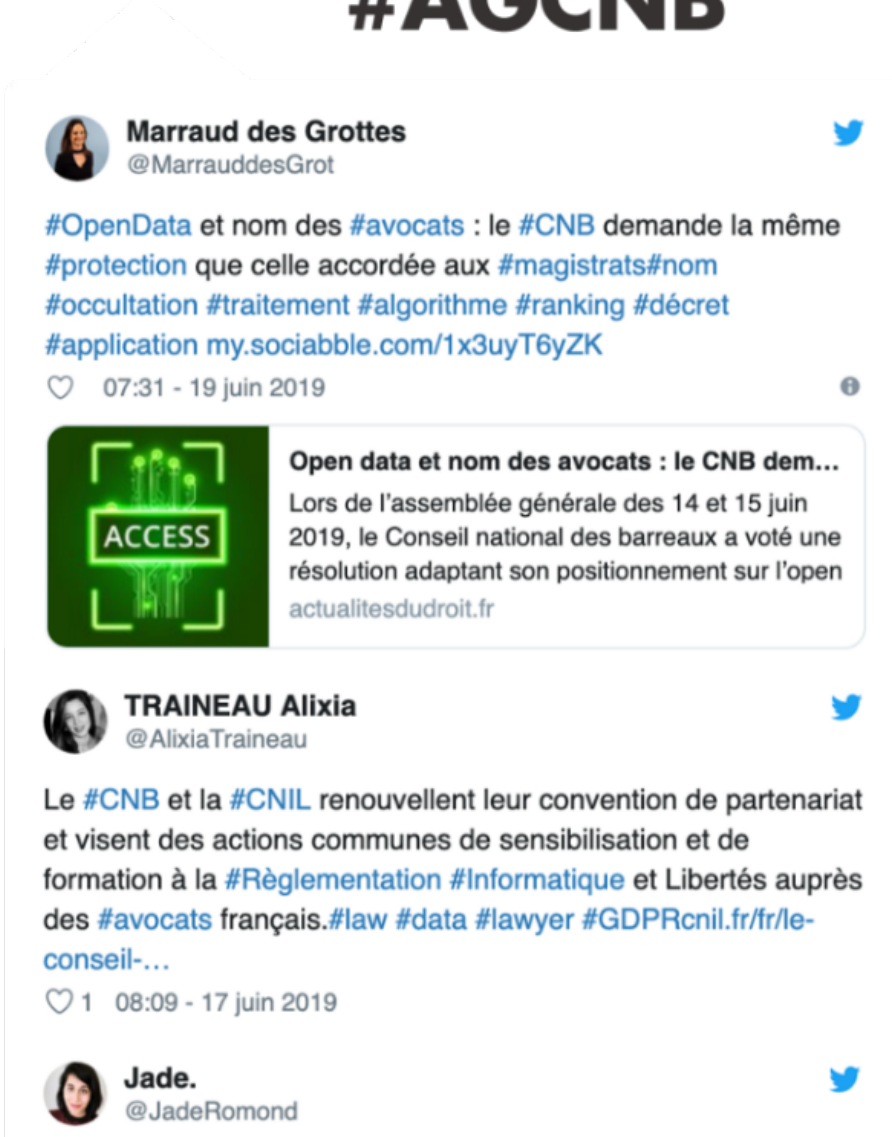 #AGCNB
Marraud des Grottes
@MarrauddesGrot
#OpenData et nom des #avocats : le #CNB demande la même
#protection que celle accordée aux #magistrats#nom
#occultation #traitement #algorithme #ranking #décret
#application my.sociabble.com/1x3uyT6yZK
07:31 - 19 juin 2019
ACCESS
Open data et nom des avocats : le CNB dem...
Lors de l'assemblée générale des 14 et 15 juin
2019, le Conseil national des barreaux a voté une
résolution adaptant son positionnement sur l'open
actualitesdudroit.fr
TRAINEAU Alixia
@AlixiaTraineau
Le #CNB et la #CNIL renouvellent leur convention de partenariat
et visent des actions communes de sensibilisation et de
formation à la #Règlementation #Informatique et Libertés auprès
des #avocats français.#law #data #lawyer #GDPRcnil.fr/fr/le-
conseil-…
1 08:09 - 17 juin 2019
Jade.
@JadeRomond